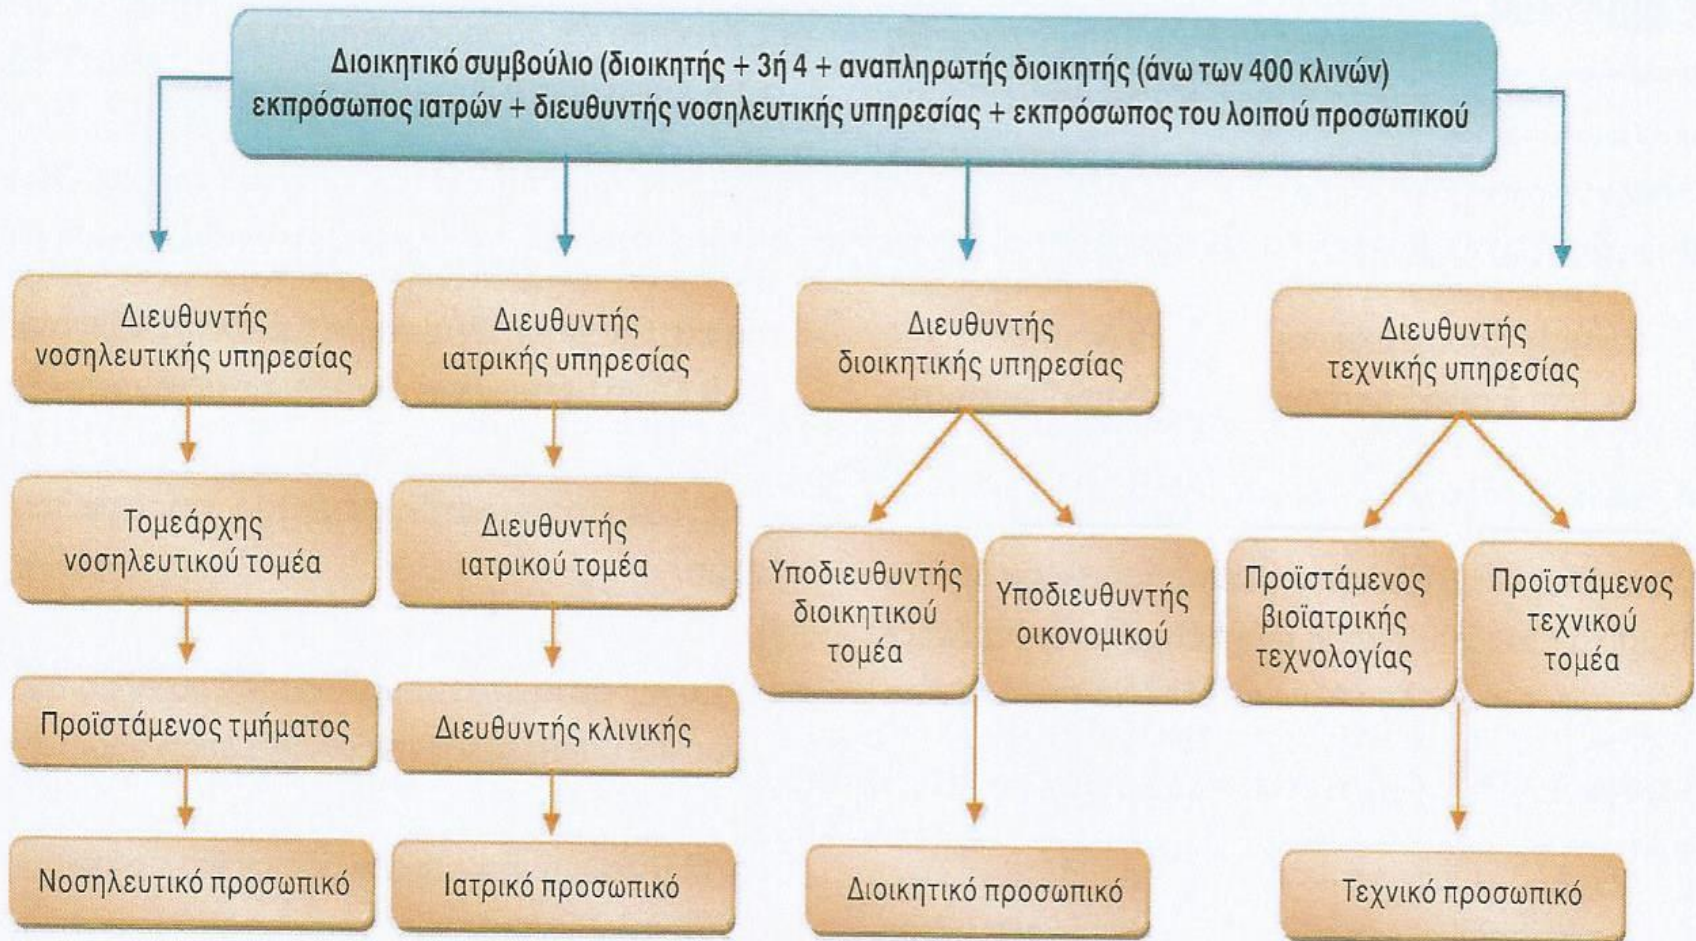 Διοικητικό συμβούλιο (διοικητής + 3ή 4 + αναπληρωτής διοικητής (άνω των 400 κλινών)
εκπρόσωπος ιατρών + διευθυντής νοσηλευτικής υπηρεσίας + εκπρόσωπος του λοιπού προσωπικού
Διευθυντής
νοσηλευτικής υπηρεσίας
Διευθυντής
ιατρικής υπηρεσίας
Διευθυντής
διοικητικής υπηρεσίας
Διευθυντής
τεχνικής υπηρεσίας
Τομεάρχης
νοσηλευτικού τομέα
Διευθυντής
ιατρικού τομέα
Υποδιευθυντής
διοικητικού
τομέα
Υποδιευθυντής
οικονομικού
Προϊστάμενος
βιοϊατρικής
τεχνολογίας
Προϊστάμενος
τεχνικού
τομέα
Προϊστάμενος τμήματος
Διευθυντής κλινικής
Νοσηλευτικό προσωπικό
Ιατρικό προσωπικό
Διοικητικό προσωπικό
Τεχνικό προσωπικό